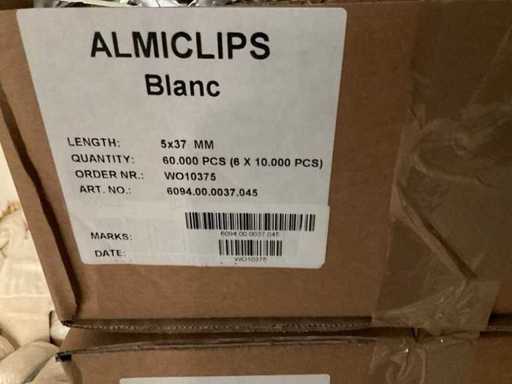 ALMICLIPS
Blanc
LENGTH: 5x37 MM
QUANTITY: 60.000 PCS (6 X 10.000 PCS)
ORDER NR.: WO10375
ART. NO.: 6094.00.0037.045
MARKS: 6094.00.0037.045
DATE: WO10375
ALMICLIPS